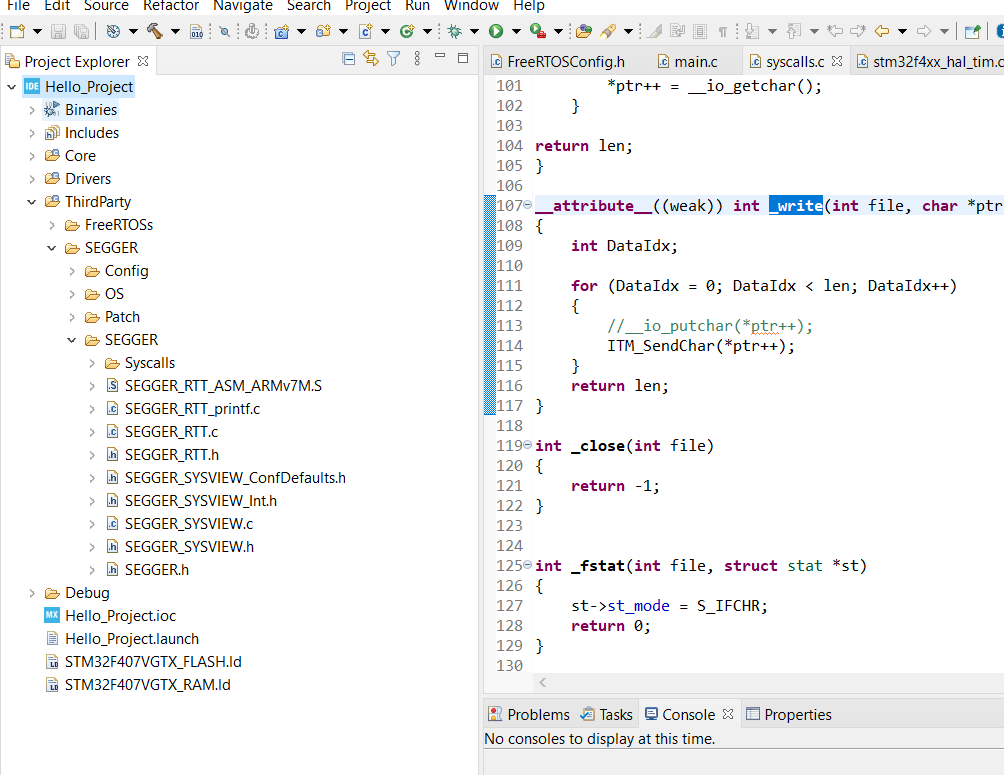 File Edit Source Refactor Navigate Search Project Run Window Help
Project Explorer
Hello_Project
Binaries
Includes
Core
Drivers
ThirdParty
FreeRTOSs
SEGGER
Config
OS
Patch
SEGGER
Syscalls
SEGGER_RTT_ASM_ARMv7M.S
SEGGER_RTT_printf.c
SEGGER_RTT.c
SEGGER_RTT.h
SEGGER_SYSVIEW_ConfDefaults.h
SEGGER_SYSVIEW_Int.h
SEGGER_SYSVIEW.c
SEGGER_SYSVIEW.h
SEGGER.h
Debug
Hello_Project.ioc
Hello_Project.launch
STM32F407VGTX_FLASH.ld
STM32F407VGTX_RAM.ld
FreeRTOSConfig.h main.c syscalls.c stm32f4xx_hal_tim.c
101 *ptr++ = __io_getchar();
102 }
103
104 return len;
105 }
106
107 __attribute__((weak)) int _write(int file, char *ptr
108 {
109 int DataIdx;
110
111 for (DataIdx = 0; DataIdx < len; DataIdx++)
112 {
113 //__io_putchar(*ptr++);
114 ITM_SendChar(*ptr++);
115 }
116 return len;
117 }
118
119 int _close(int file)
120 {
121 return -1;
122 }
123
124
125 int _fstat(int file, struct stat *st)
126 {
127 st->st_mode = S_IFCHR;
128 return 0;
129 }
130
Problems Tasks Console Properties
No consoles to display at this time.